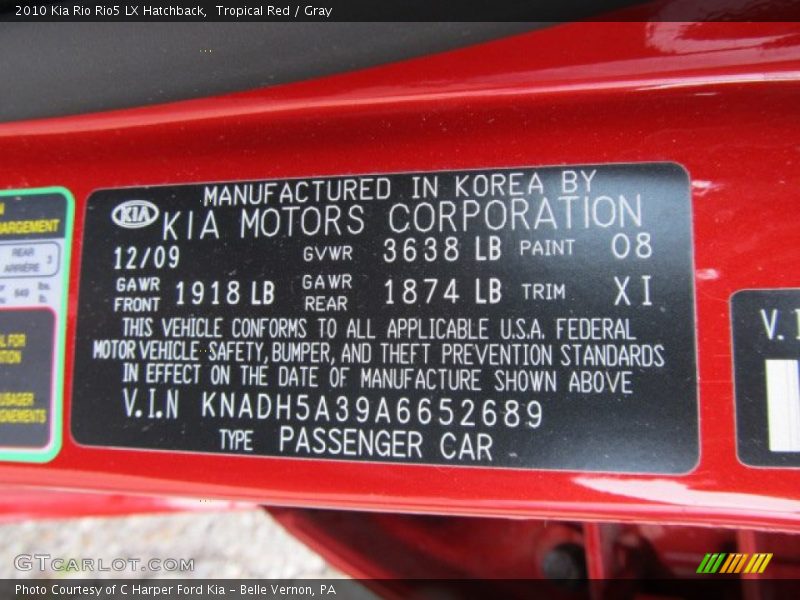 2010 Kia Rio Rio5 LX Hatchback, Tropical Red / Gray
MANUFACTURED IN KOREA BY
KIA KIA MOTORS CORPORATION
12/09 GVWR 3638 LB PAINT 08
GAWR FRONT 1918 LB GAWR REAR 1874 LB TRIM XI
THIS VEHICLE CONFORMS TO ALL APPLICABLE U.S.A. FEDERAL
MOTOR VEHICLE SAFETY, BUMPER, AND THEFT PREVENTION STANDARDS
IN EFFECT ON THE DATE OF MANUFACTURE SHOWN ABOVE
V.I.N KNADH5A39A6652689
TYPE PASSENGER CAR
REAR
ARRIÈRE 3
lbs.
V.
GTCARLOT.COM
Photo Courtesy of C Harper Ford Kia - Belle Vernon, PA